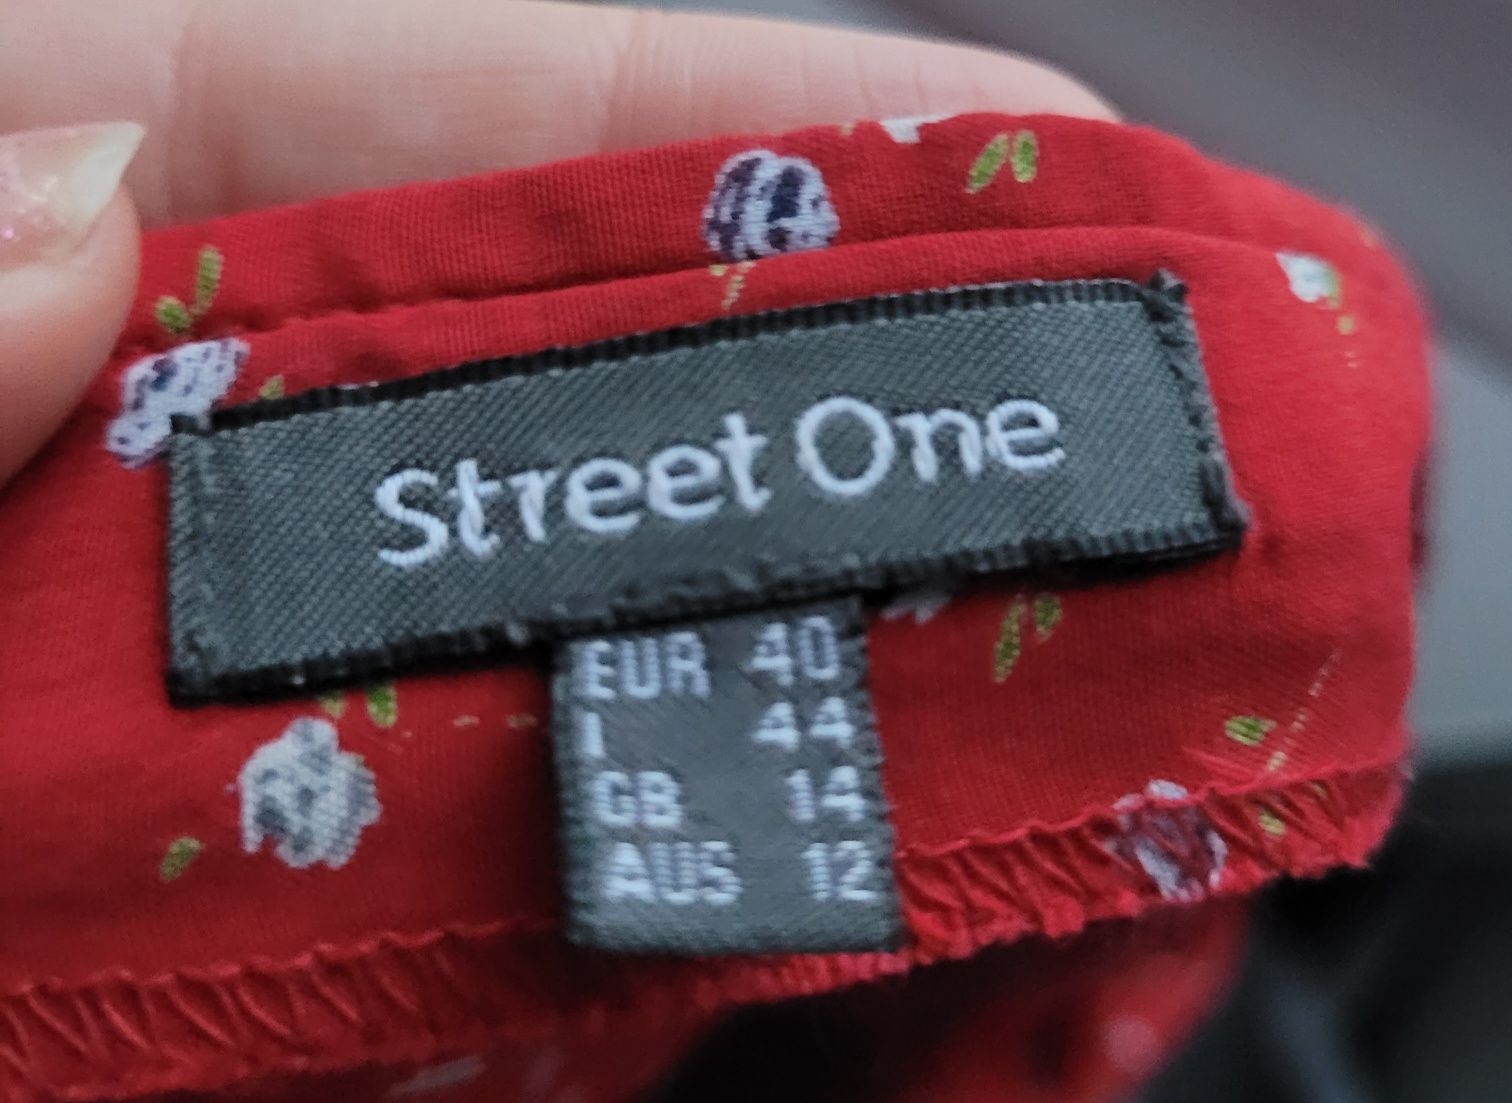 Street One
EUR 40
I 44
GB 14
AUS 12